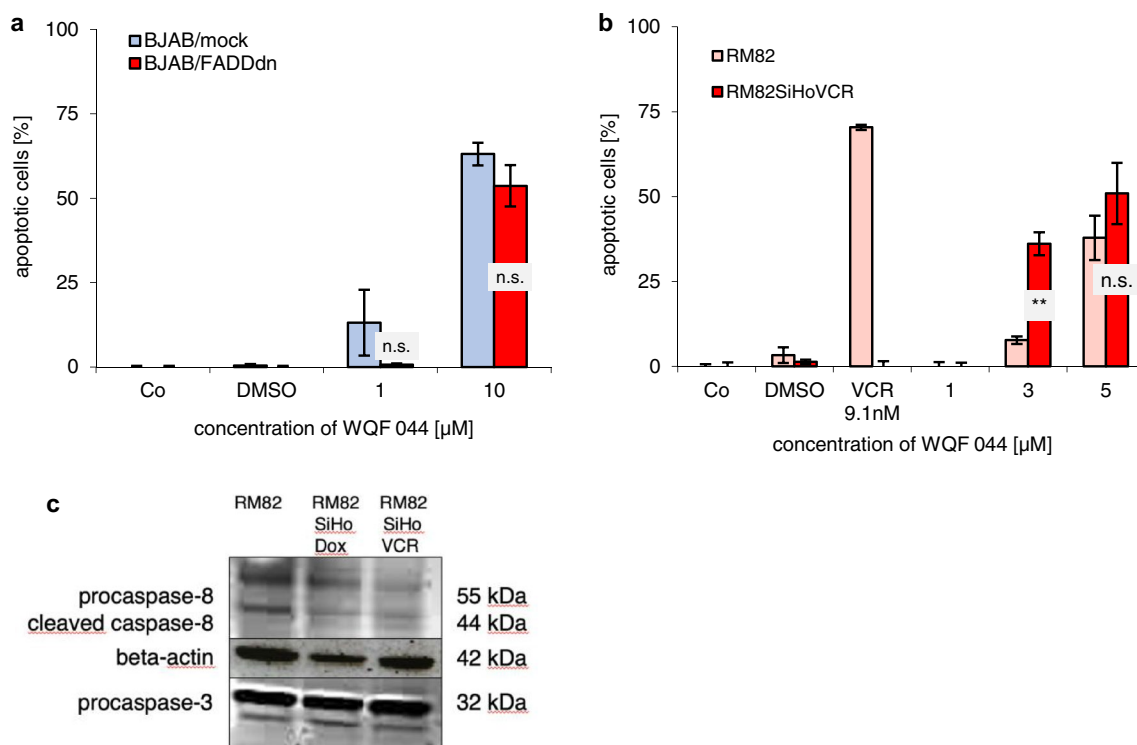 a
100
75
50
25
0
apoptotic cells [%]
BJAB/mock
BJAB/FADDdn
n.s.
n.s.
Co DMSO 1 10
concentration of WQF 044 [µM]
b
100
75
50
25
0
apoptotic cells [%]
RM82
RM82SiHoVCR
**
n.s.
Co DMSO VCR 1 3 5
9.1nM
concentration of WQF 044 [µM]
c
RM82 RM82 RM82
SiHo SiHo
Dox VCR
procaspase-8 55 kDa
cleaved caspase-8 44 kDa
beta-actin 42 kDa
procaspase-3 32 kDa